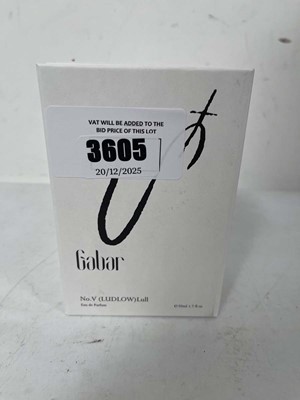 VAT WILL BE ADDED TO THE
BID PRICE OF THIS LOT
3605
20/12/2025
Gabar
No.V (LUDLOW)Lull
Eau de Parfum